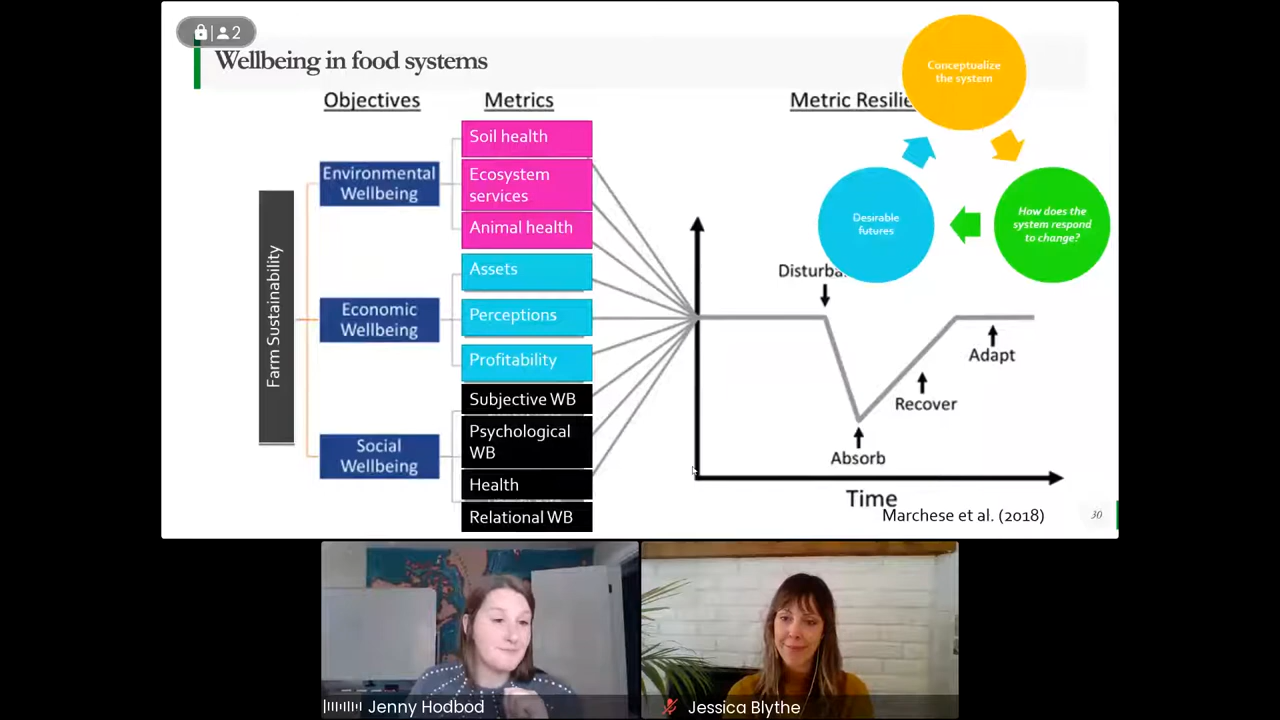 2
Wellbeing in food systems
Objectives
Metrics
Metric Resilie
Conceptualize
the system
How does the
system respond
to change?
Desirable
futures
Farm Sustainability
Environmental
Wellbeing
Economic
Wellbeing
Social
Wellbeing
Soil health
Ecosystem
services
Animal health
Assets
Perceptions
Profitability
Subjective WB
Psychological
WB
Health
Relational WB
Disturba
Absorb
Recover
Adapt
Time
Marchese et al. (2018)
30
Jenny Hodbod
Jessica Blythe